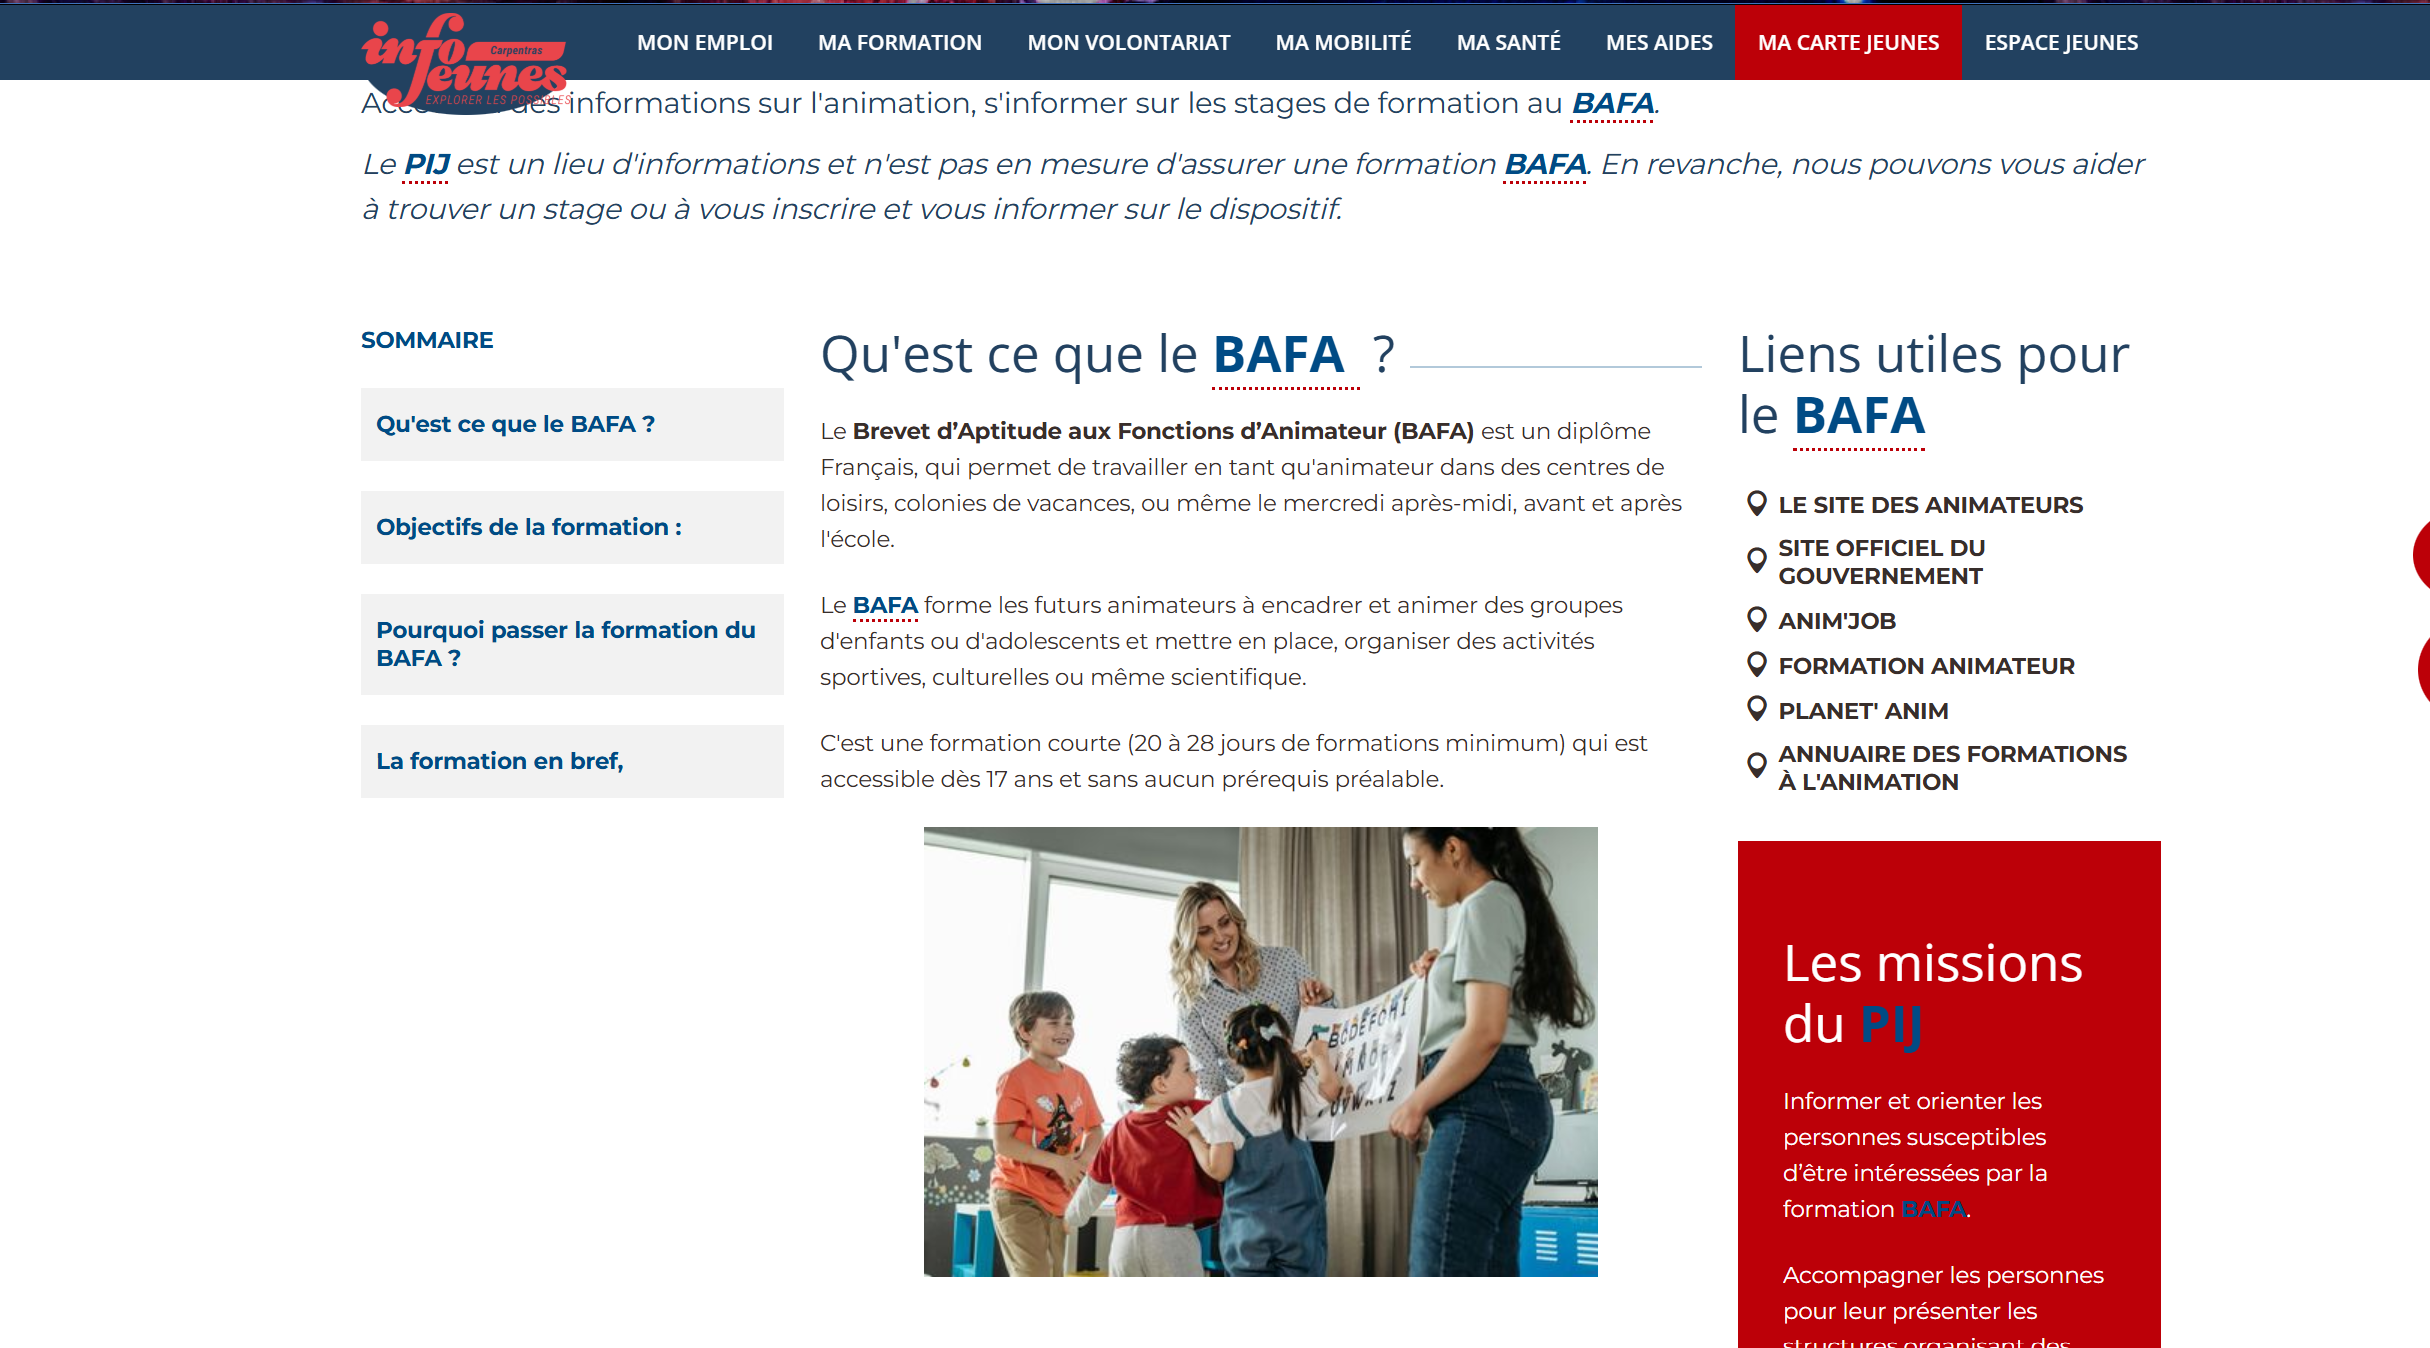 info Carpentras
Jeunes
EXPLORER LES POSSIBLES
MON EMPLOI
MA FORMATION
MON VOLONTARIAT
MA MOBILITÉ
MA SANTÉ
MES AIDES
MA CARTE JEUNES
ESPACE JEUNES
des informations sur l'animation, s'informer sur les stages de formation au BAFA.
Le PIJ est un lieu d'informations et n'est pas en mesure d'assurer une formation BAFA. En revanche, nous pouvons vous aider
à trouver un stage ou à vous inscrire et vous informer sur le dispositif.
SOMMAIRE
Qu'est ce que le BAFA ?
Objectifs de la formation :
Pourquoi passer la formation du
BAFA ?
La formation en bref,
Qu'est ce que le BAFA ?
Le Brevet d’Aptitude aux Fonctions d’Animateur (BAFA) est un diplôme
Français, qui permet de travailler en tant qu'animateur dans des centres de
loisirs, colonies de vacances, ou même le mercredi après-midi, avant et après
l'école.
Le BAFA forme les futurs animateurs à encadrer et animer des groupes
d'enfants ou d'adolescents et mettre en place, organiser des activités
sportives, culturelles ou même scientifique.
C'est une formation courte (20 à 28 jours de formations minimum) qui est
accessible dès 17 ans et sans aucun prérequis préalable.
Liens utiles pour
le BAFA
LE SITE DES ANIMATEURS
SITE OFFICIEL DU
GOUVERNEMENT
ANIM'JOB
FORMATION ANIMATEUR
PLANET' ANIM
ANNUAIRE DES FORMATIONS
À L'ANIMATION
Les missions
du PIJ
Informer et orienter les
personnes susceptibles
d’être intéressées par la
formation BAFA.
Accompagner les personnes
pour leur présenter les
structures organisant des